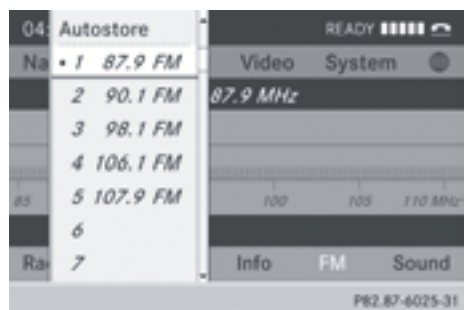 04: Autostore READY
Na • 1 87.9 FM Video System
2 90.1 FM 87.9 MHz
3 98.1 FM
4 106.1 FM
85 5 107.9 FM 100 105 110 MHz
6
Ra 7 Info FM Sound
P82.87-6025-31